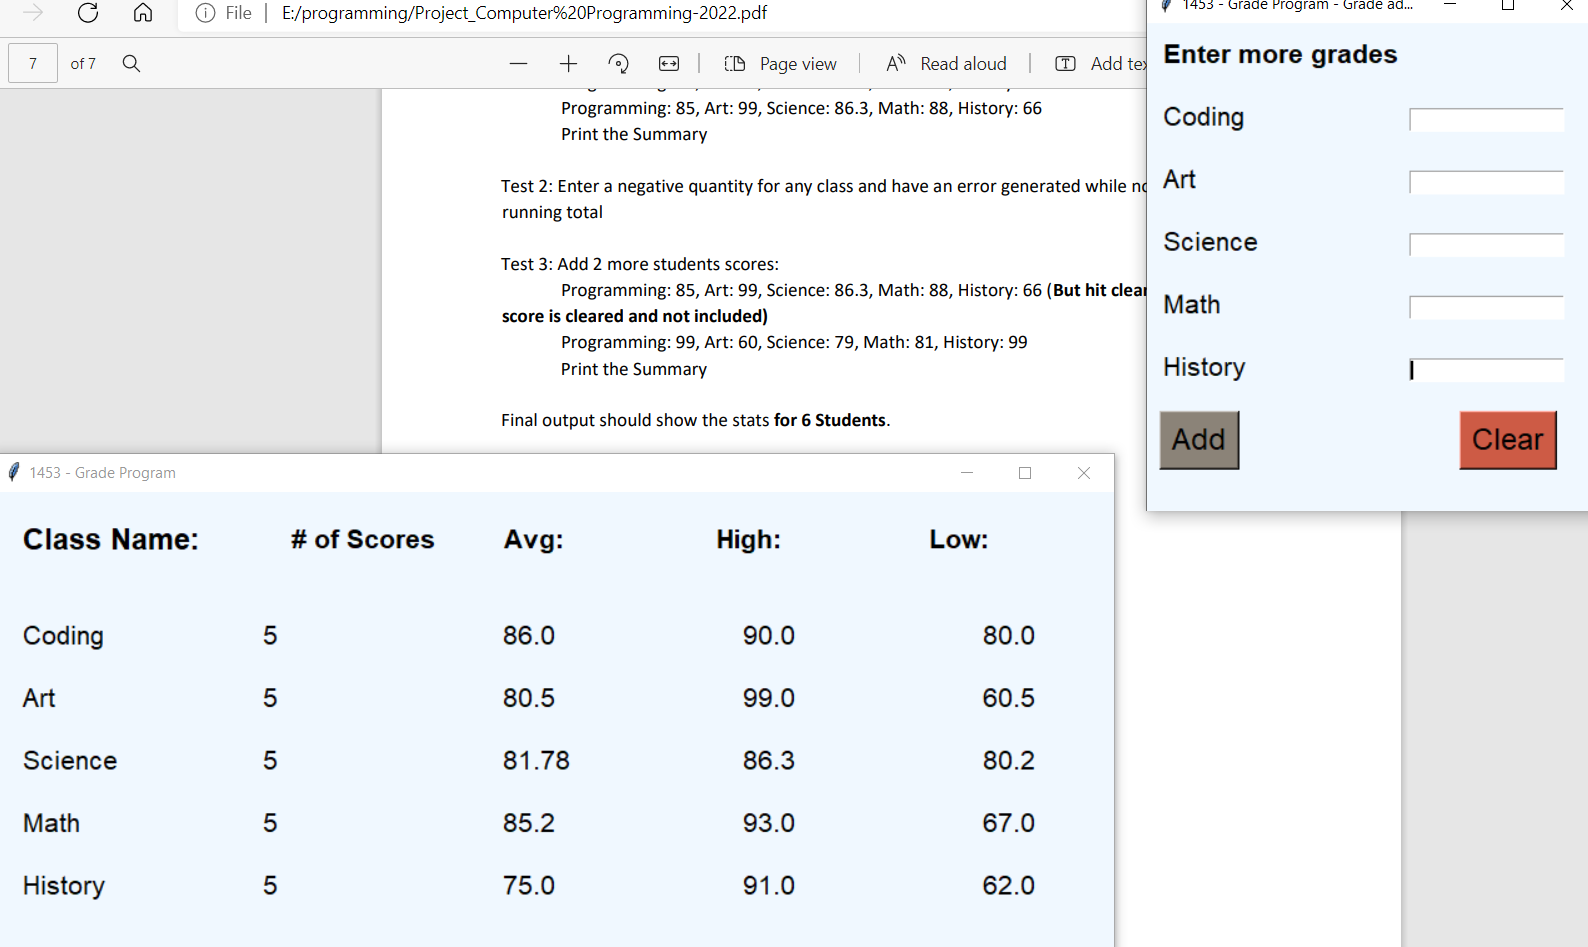 File E:/programming/Project_Computer%20Programming-2022.pdf
7 of 7 Page view Read aloud Add
Programming: 85, Art: 99, Science: 86.3, Math: 88, History: 66
Print the Summary
Test 2: Enter a negative quantity for any class and have an error generated while
running total
Test 3: Add 2 more students scores:
Programming: 85, Art: 99, Science: 86.3, Math: 88, History: 66 (But hit clear
score is cleared and not included)
Programming: 99, Art: 60, Science: 79, Math: 81, History: 99
Print the Summary
Final output should show the stats for 6 Students.
1453 - Grade Program - Grade ad...
Enter more grades
Coding
Art
Science
Math
History
Add Clear
1453 - Grade Program
Class Name: # of Scores Avg: High: Low:
Coding 5 86.0 90.0 80.0
Art 5 80.5 99.0 60.5
Science 5 81.78 86.3 80.2
Math 5 85.2 93.0 67.0
History 5 75.0 91.0 62.0